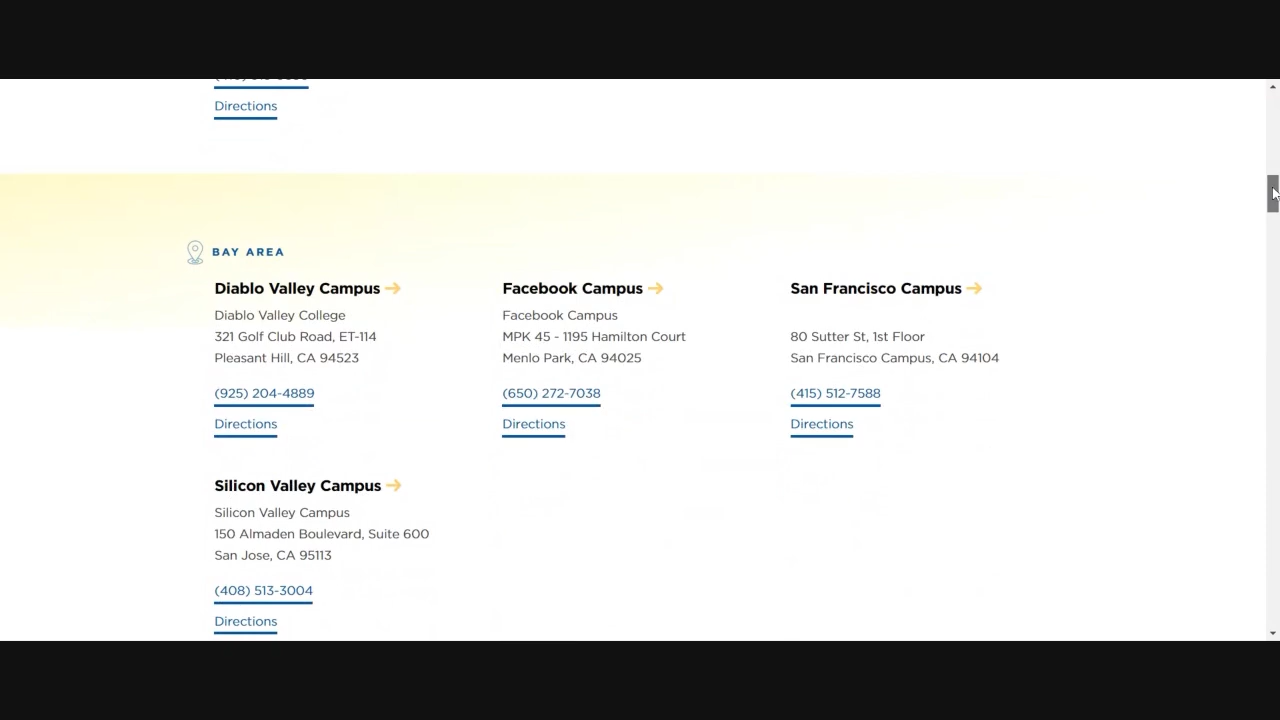 Directions
BAY AREA
Diablo Valley Campus
Diablo Valley College
321 Golf Club Road, ET-114
Pleasant Hill, CA 94523
(925) 204-4889
Directions
Facebook Campus
Facebook Campus
MPK 45 - 1195 Hamilton Court
Menlo Park, CA 94025
(650) 272-7038
Directions
San Francisco Campus
80 Sutter St, 1st Floor
San Francisco Campus, CA 94104
(415) 512-7588
Directions
Silicon Valley Campus
Silicon Valley Campus
150 Almaden Boulevard, Suite 600
San Jose, CA 95113
(408) 513-3004
Directions